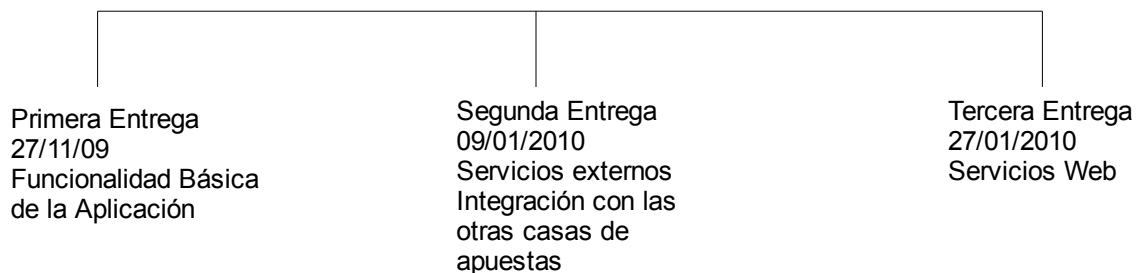 Primera Entrega
27/11/09
Funcionalidad Básica
de la Aplicación
Segunda Entrega
09/01/2010
Servicios externos
Integración con las
otras casas de
apuestas
Tercera Entrega
27/01/2010
Servicios Web